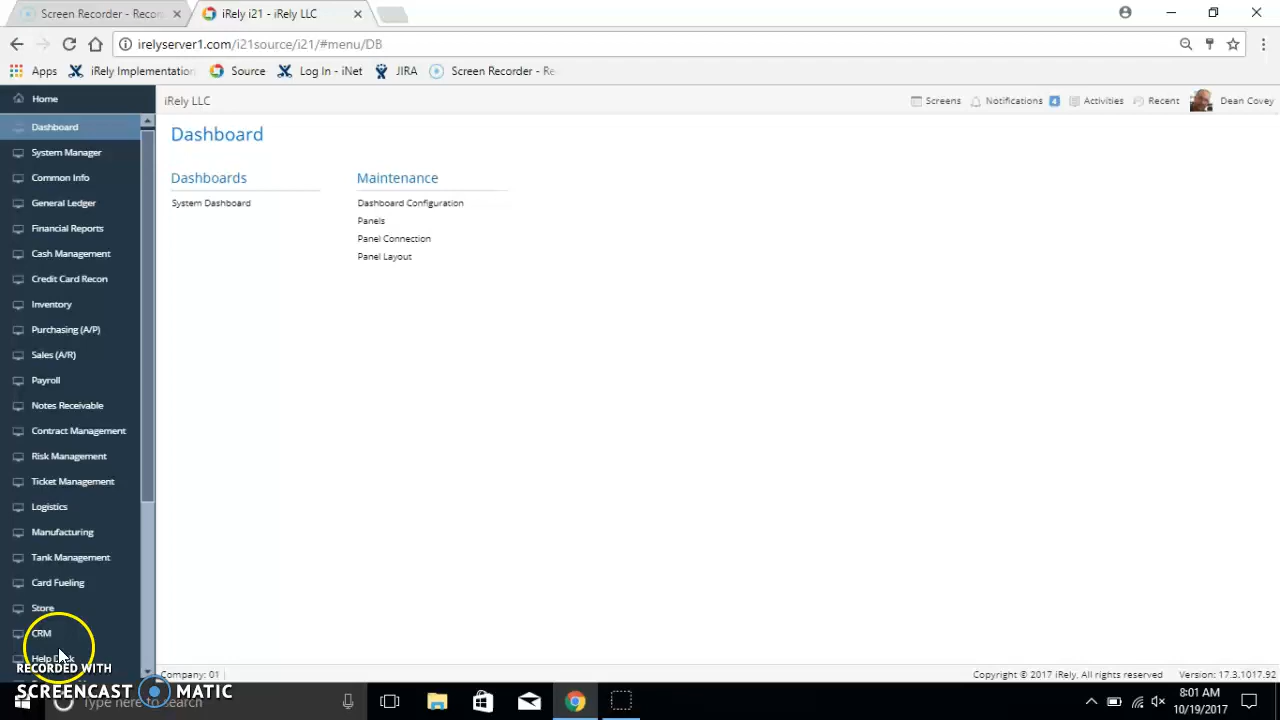 Screen Recorder - Recor
iRely i21 - iRely LLC
irelyserver1.com/i21source/i21/#menu/DB
Apps
iRely Implementation
Source
Log In - iNet
JIRA
Screen Recorder - Re
Home
iRely LLC
Screens
Notifications 4
Activities
Recent
Dean Covey
Dashboard
System Manager
Common Info
General Ledger
Financial Reports
Cash Management
Credit Card Recon
Inventory
Purchasing (A/P)
Sales (A/R)
Payroll
Notes Receivable
Contract Management
Risk Management
Ticket Management
Logistics
Manufacturing
Tank Management
Card Fueling
Store
CRM
Help Desk
Dashboard
Dashboards
System Dashboard
Maintenance
Dashboard Configuration
Panels
Panel Connection
Panel Layout
Company: 01
Copyright © 2017 iRely. All rights reserved
Version: 17.3.1017.92
RECORDED WITH
SCREENCAST MATIC
Type here to search
8:01 AM
10/19/2017